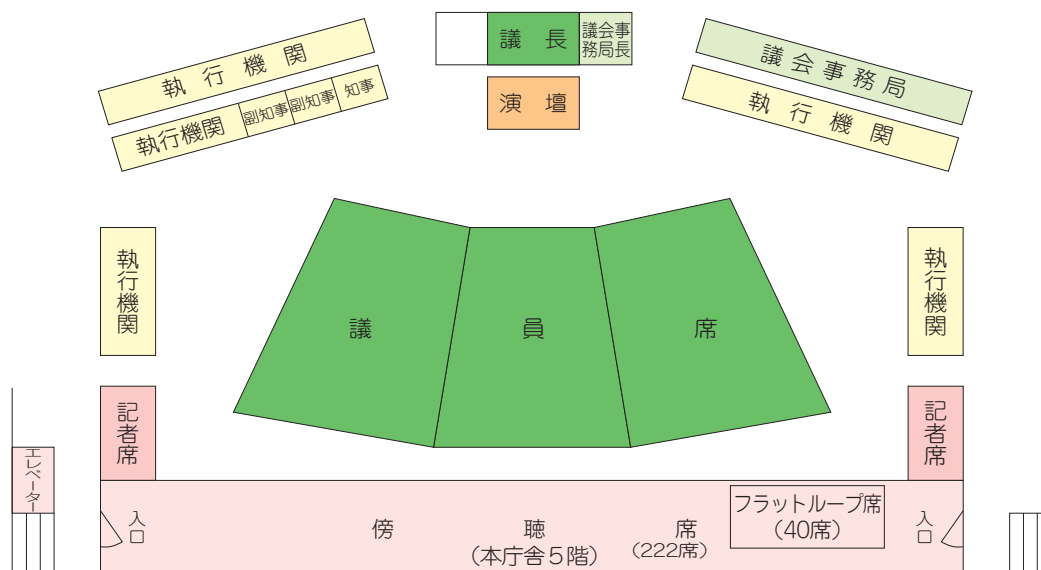 議長
議会事
務局長
演壇
執行機関
執行機関
副知事
副知事
知事
議会事務局
執行機関
執行機関
議員席
執行機関
記者席
記者席
エレベーター
入口
傍聴席
(本庁舎5階)
(222席)
フラットループ席
(40席)
入口